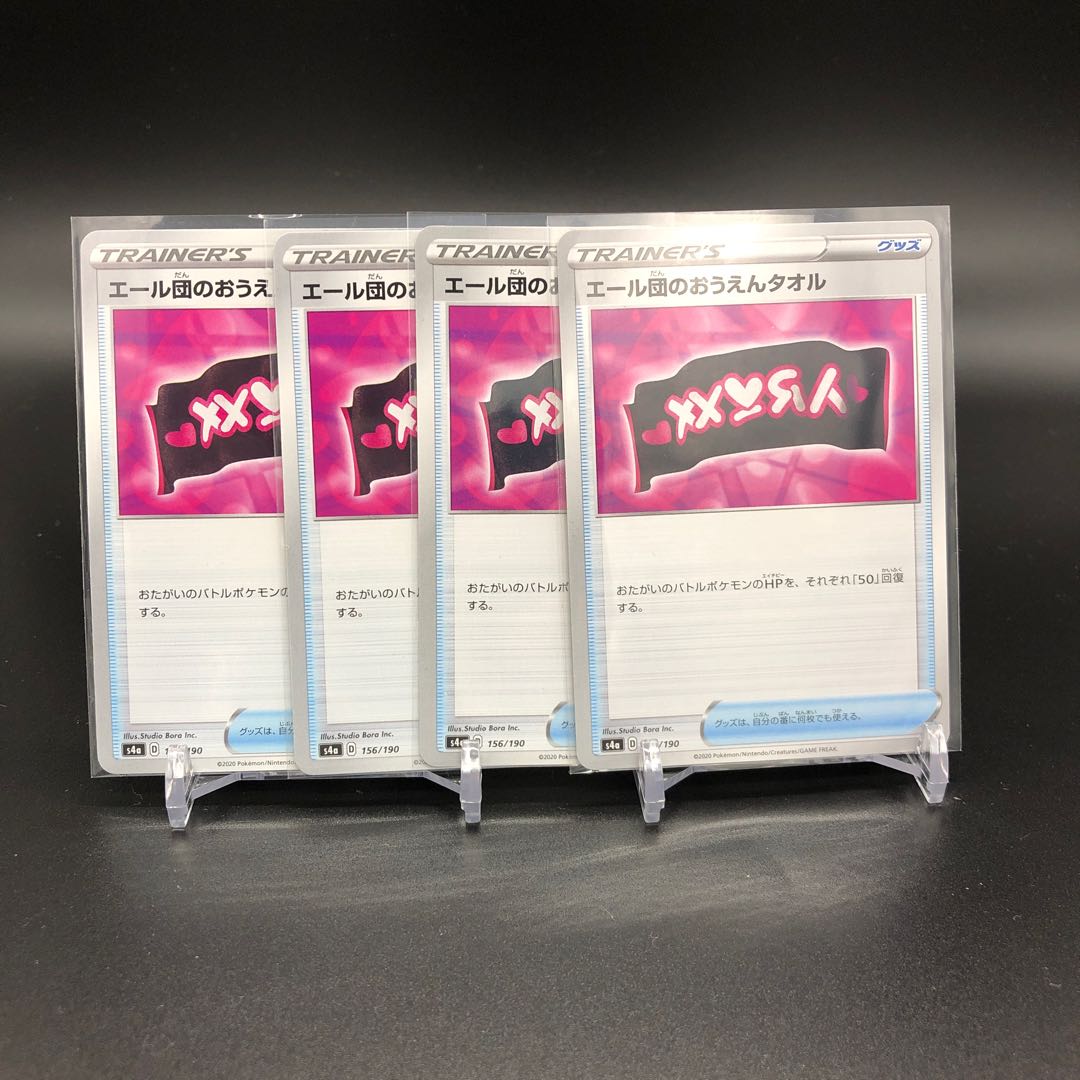 TRAINER'S
エール団のおうえ
おたがいのバトルポケモンの
する。
Illus.Studio Bora Inc.
グッズは、自分
s4a D 190
©2020 Pokémon/Nintendo
TRAINER'S
エール団のお
おたがいのバトル
する。
Illus.Studio Bora Inc.
グ
s4a D 156/190
TRAINER'S
エール団のお
おたがいのバト
する。
Illus.Studio Bora Inc.
156/190
TRAINER'S グッズ
エール団のおうえんタオル
おたがいのバトルポケモンのHPを、それぞれ「50」回復
する。
Illus.Studio Bora Inc.
グッズは、自分の番に何枚でも使える。
s4a D 190
©2020 Pokémon/Nintendo/Creatures/GAME FREAK.